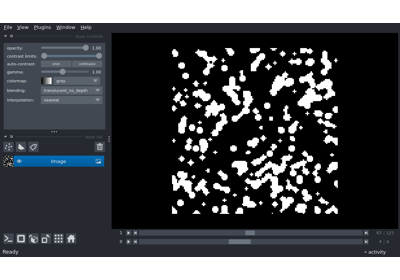 File View Plugins Window Help
opacity: 1.00
contrast limits:
auto-contrast: once continuous
gamma: 1.00
colormap: gray
blending: translucent_no_depth
interpolation: nearest
Image
1
0
Ready
activity